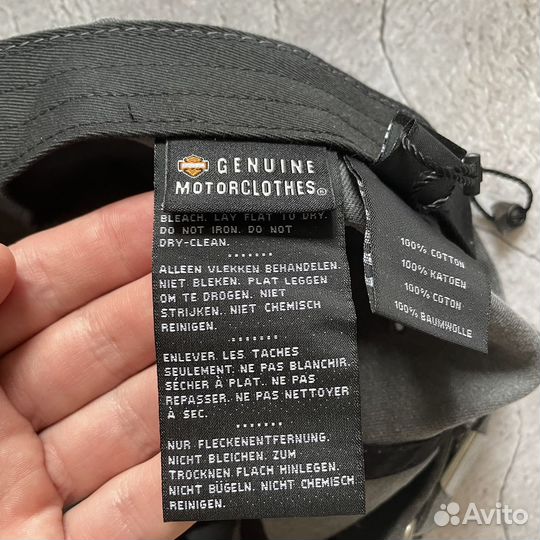 GENUINE
MOTORCLOTHES®
BLEACH. LAY FLAT TO DRY.
DO NOT IRON. DO NOT
DRY-CLEAN.
ALLEEN VLEKKEN BEHANDELEN.
NIET BLEKEN. PLAT LEGGEN
OM TE DROGEN. NIET
STRIJKEN. NIET CHEMISCH
REINIGEN.
ENLEVER LES TACHES
SEULEMENT. NE PAS BLANCHIR.
SÉCHER À PLAT. NE PAS
REPASSER. NE PAS NETTOYER
À SEC.
NUR FLECKENENTFERNUNG.
NICHT BLEICHEN. ZUM
TROCKNEN FLACH HINLEGEN.
NICHT BÜGELN. NICHT CHEMISCH
REINIGEN.
100% COTTON
100% KATOEN
100% COTON
100% BAUMWOLLE
Avito